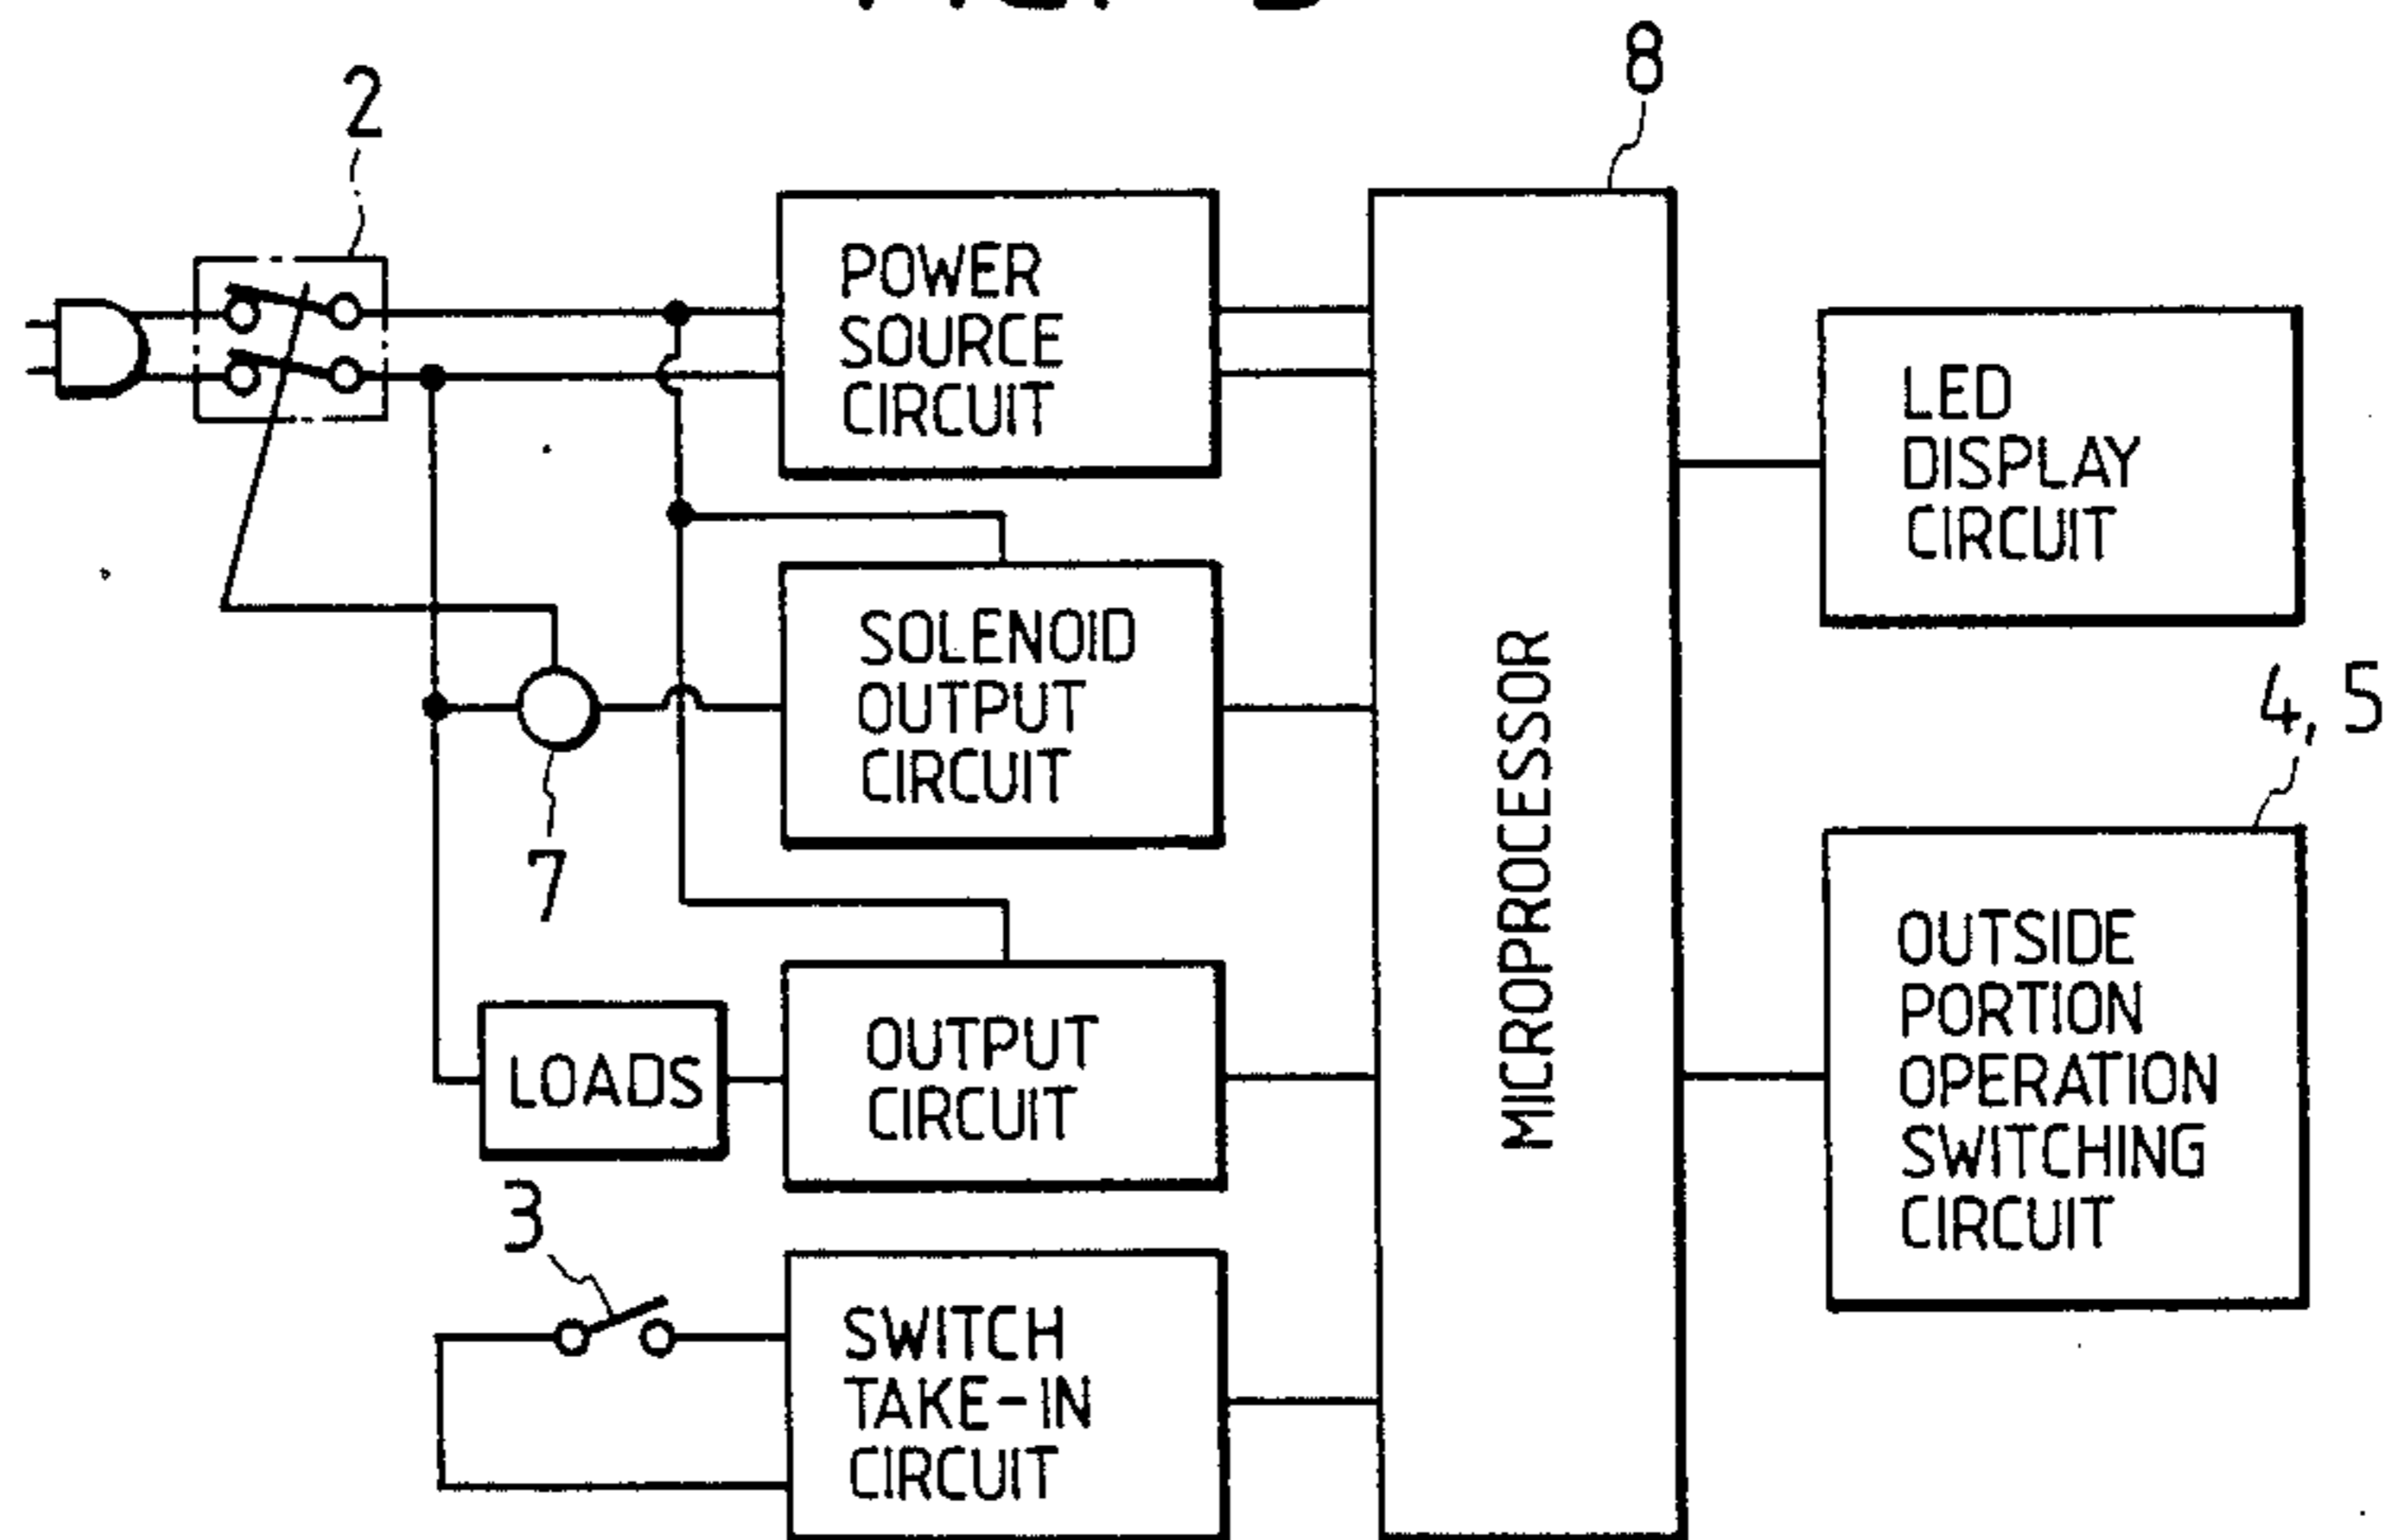 8
2
POWER
SOURCE
CIRCUIT
LED
DISPLAY
CIRCUIT
SOLENOID
OUTPUT
CIRCUIT
7
MICROPROCESSOR
4, 5
OUTSIDE
PORTION
OPERATION
SWITCHING
CIRCUIT
LOADS
OUTPUT
CIRCUIT
3
SWITCH
TAKE-IN
CIRCUIT